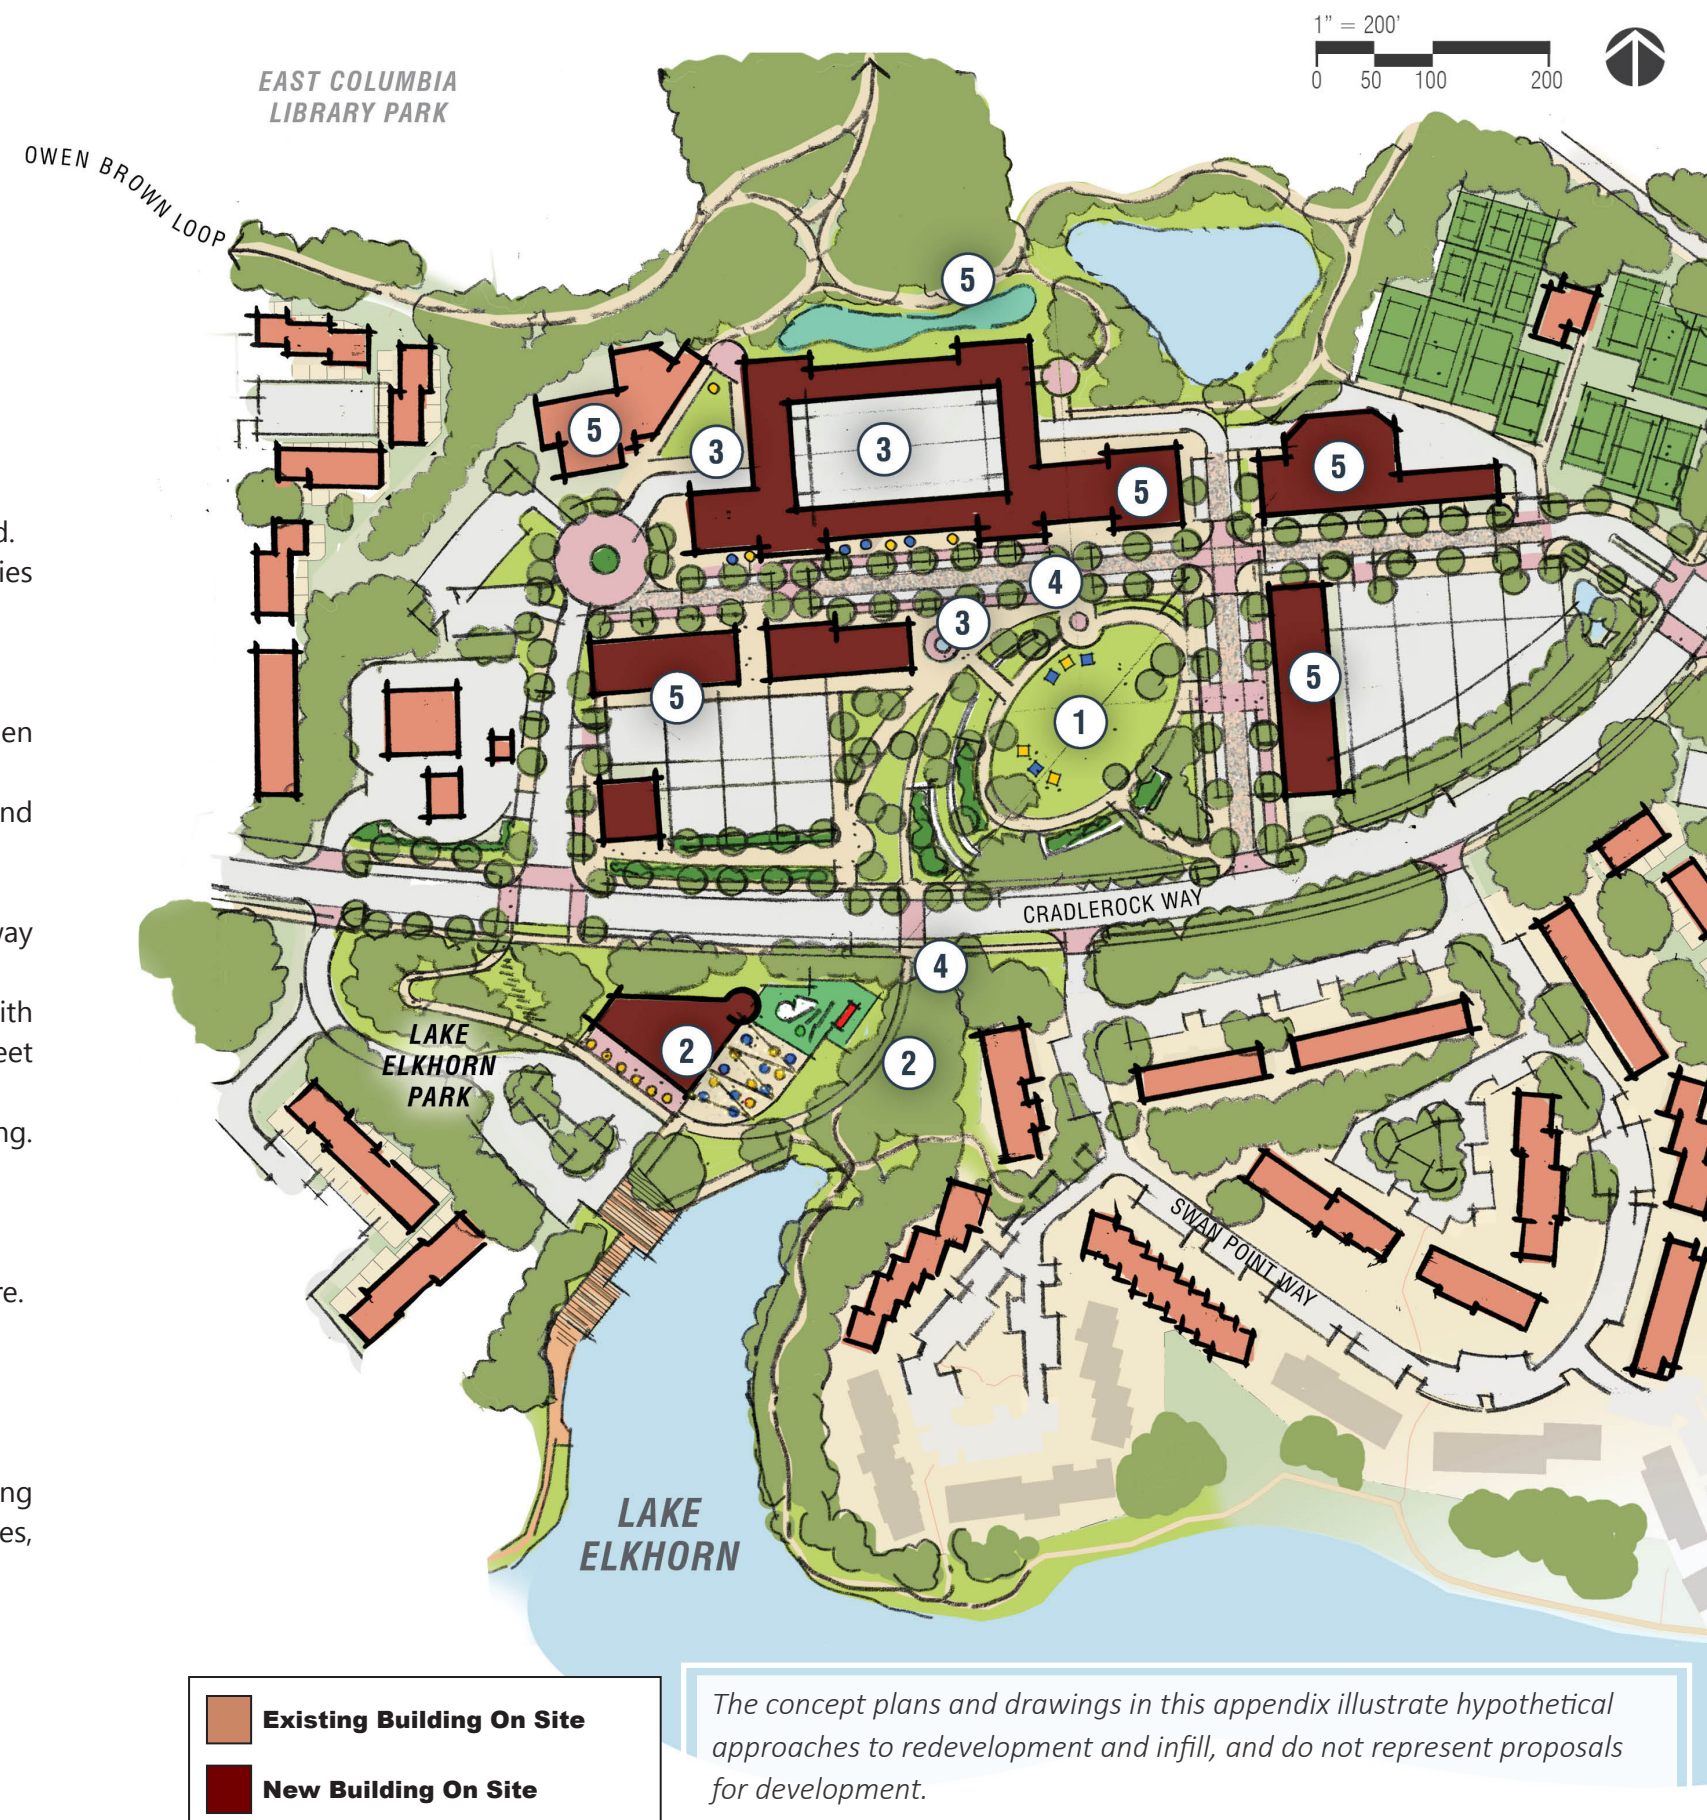 1” = 200’
0 50 100 200
EAST COLUMBIA
LIBRARY PARK
OWEN BROWN LOOP
5
5
3
3
5
5
4
3
5
5
1
d.
ies
en
nd
way
ith
eet
ng.
re.
ng
es,
CRADLEROCK WAY
4
LAKE
ELKHORN
PARK
2
2
SWAN POINT WAY
LAKE
ELKHORN
Existing Building On Site
New Building On Site
The concept plans and drawings in this appendix illustrate hypothetical
approaches to redevelopment and infill, and do not represent proposals
for development.